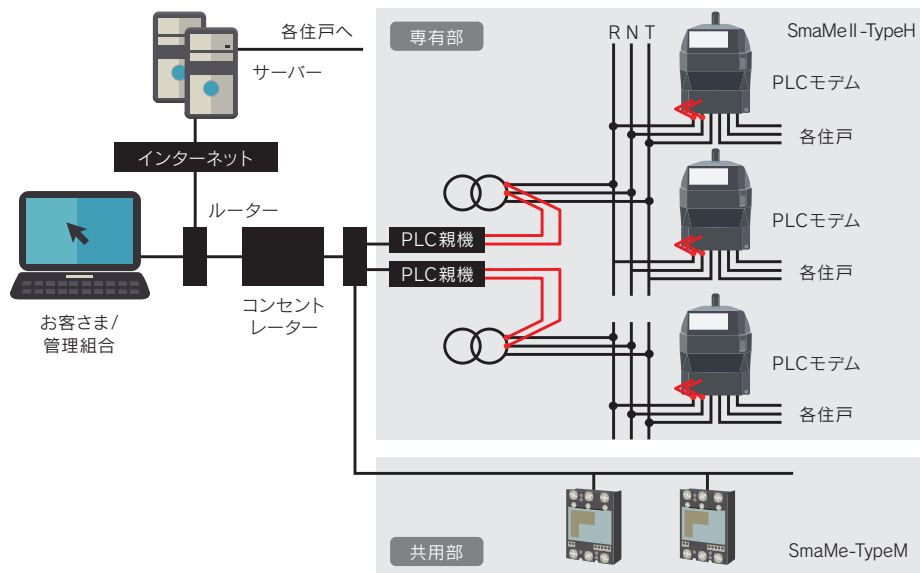 各住戸へ
サーバー
インターネット
ルーター
お客さま/
管理組合
コンセント
レーター
PLC親機
PLC親機
専有部
R N T
SmaMeⅡ-TypeH
PLCモデム
各住戸
PLCモデム
各住戸
PLCモデム
各住戸
共用部
SmaMe-TypeM